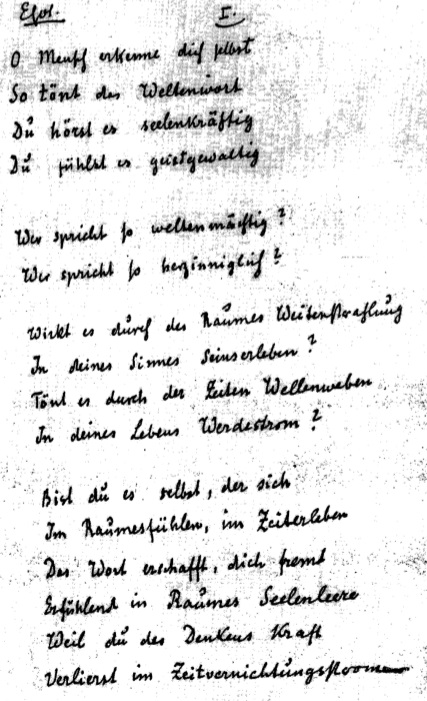 Esot. I.
O Mensch erkenne dich selbst
So tönt das Weltenwort
Du hörst es seelenkräftig
Du fühlst es geistgewaltig
Wer spricht so weltenmächtig?
Wer spricht so herzinniglich?
Wirkt es durch des Raumes Weitenstrahlung
In deines Sinnes Seinserleben?
Tönt es durch der Zeiten Wellenweben
In deines Lebens Werdestrom?
Bist du es selbst, der sich
Im Raumesfühlen, im Zeiterleben
Das Wort erschafft, dich fremd
Erfühlend in Raumes Seelenleere
Weil du des Denkens Kraft
Verlierst im Zeitvernichtungsstrome